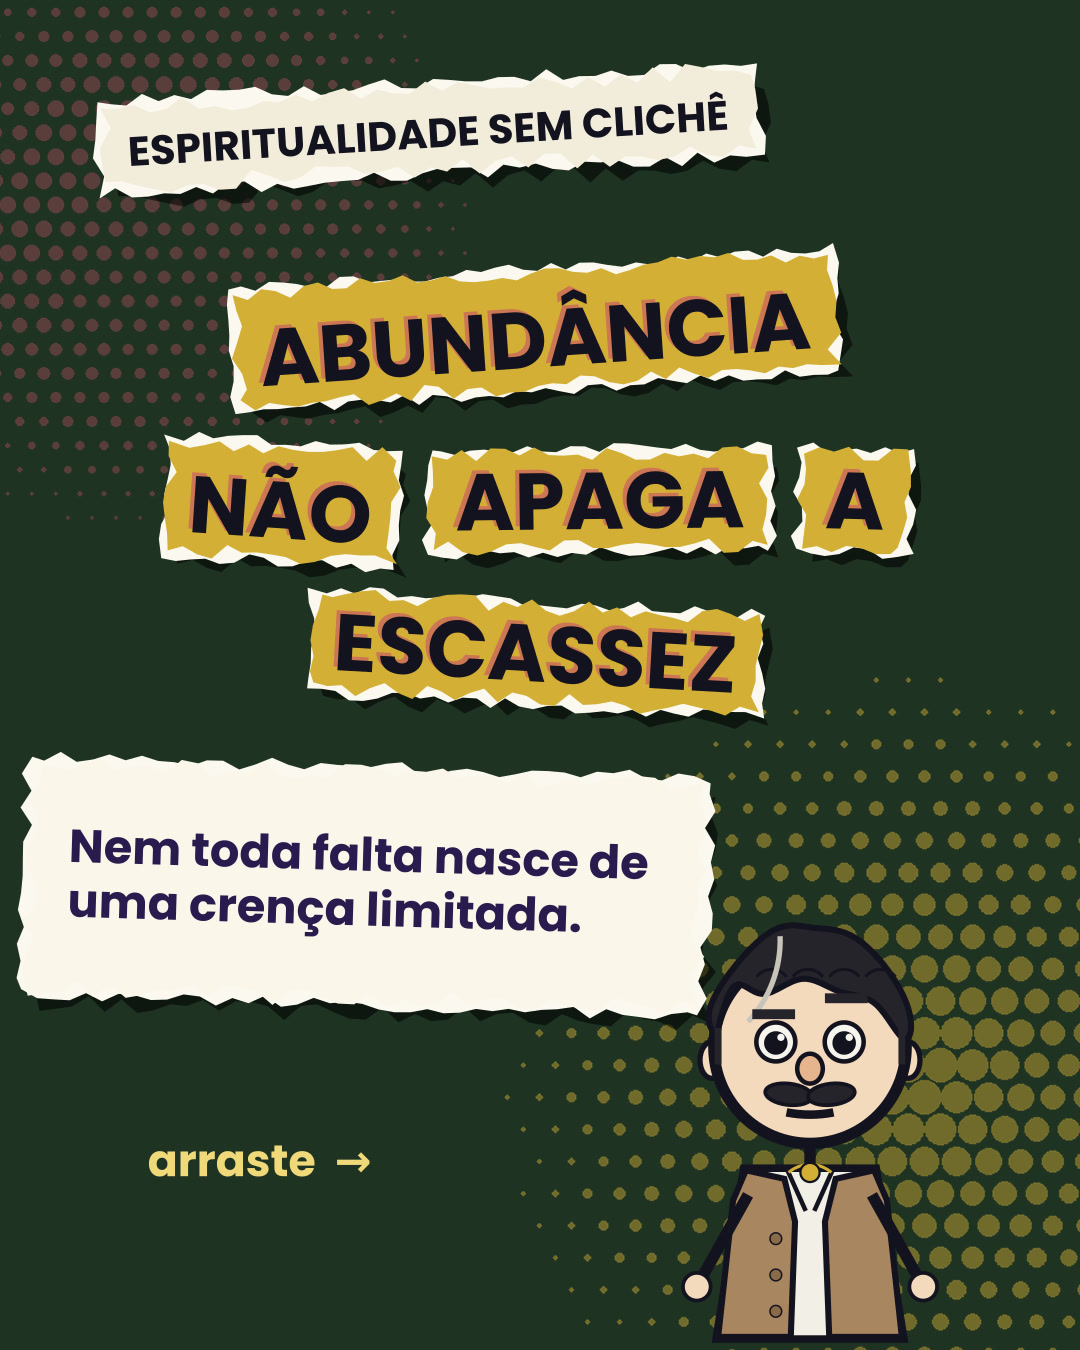 ESPIRITUALIDADE SEM CLICHÊ
ABUNDÂNCIA
NÃO APAGA A
ESCASSEZ
Nem toda falta nasce de
uma crença limitada.
arraste →